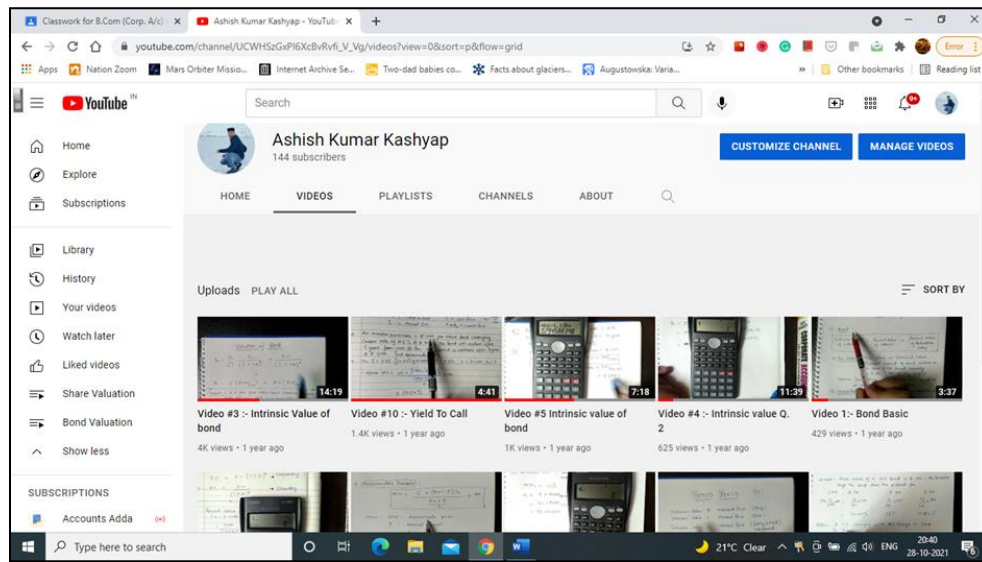 Classwork for B.Com (Corp. A/c)
Ashish Kumar Kashyap - YouTub
youtube.com/channel/UCWHSzGxPl6XcBvRvfi_V_Vg/videos?view=0&sort=p&flow=grid
Error
Apps Nation Zoom Mars Orbiter Missio... Internet Archive Se... Two-dad babies co... Facts about glaciers... Augustowska: Varia... » Other bookmarks Reading list
YouTube IN
Search
9+
Home
Explore
Subscriptions
Library
History
Your videos
Watch later
Liked videos
Share Valuation
Bond Valuation
Show less
SUBSCRIPTIONS
Accounts Adda
Ashish Kumar Kashyap
144 subscribers
CUSTOMIZE CHANNEL MANAGE VIDEOS
HOME VIDEOS PLAYLISTS CHANNELS ABOUT
Uploads PLAY ALL
SORT BY
14:19
Video #3 :- Intrinsic Value of
bond
4K views • 1 year ago
4:41
Video #10 :- Yield To Call
1.4K views • 1 year ago
7:18
Video #5 Intrinsic value of
bond
1K views • 1 year ago
11:39
Video #4 :- Intrinsic value Q.
2
625 views • 1 year ago
3:37
Video 1:- Bond Basic
429 views • 1 year ago
Type here to search
21°C Clear
ENG
20:40
28-10-2021
6